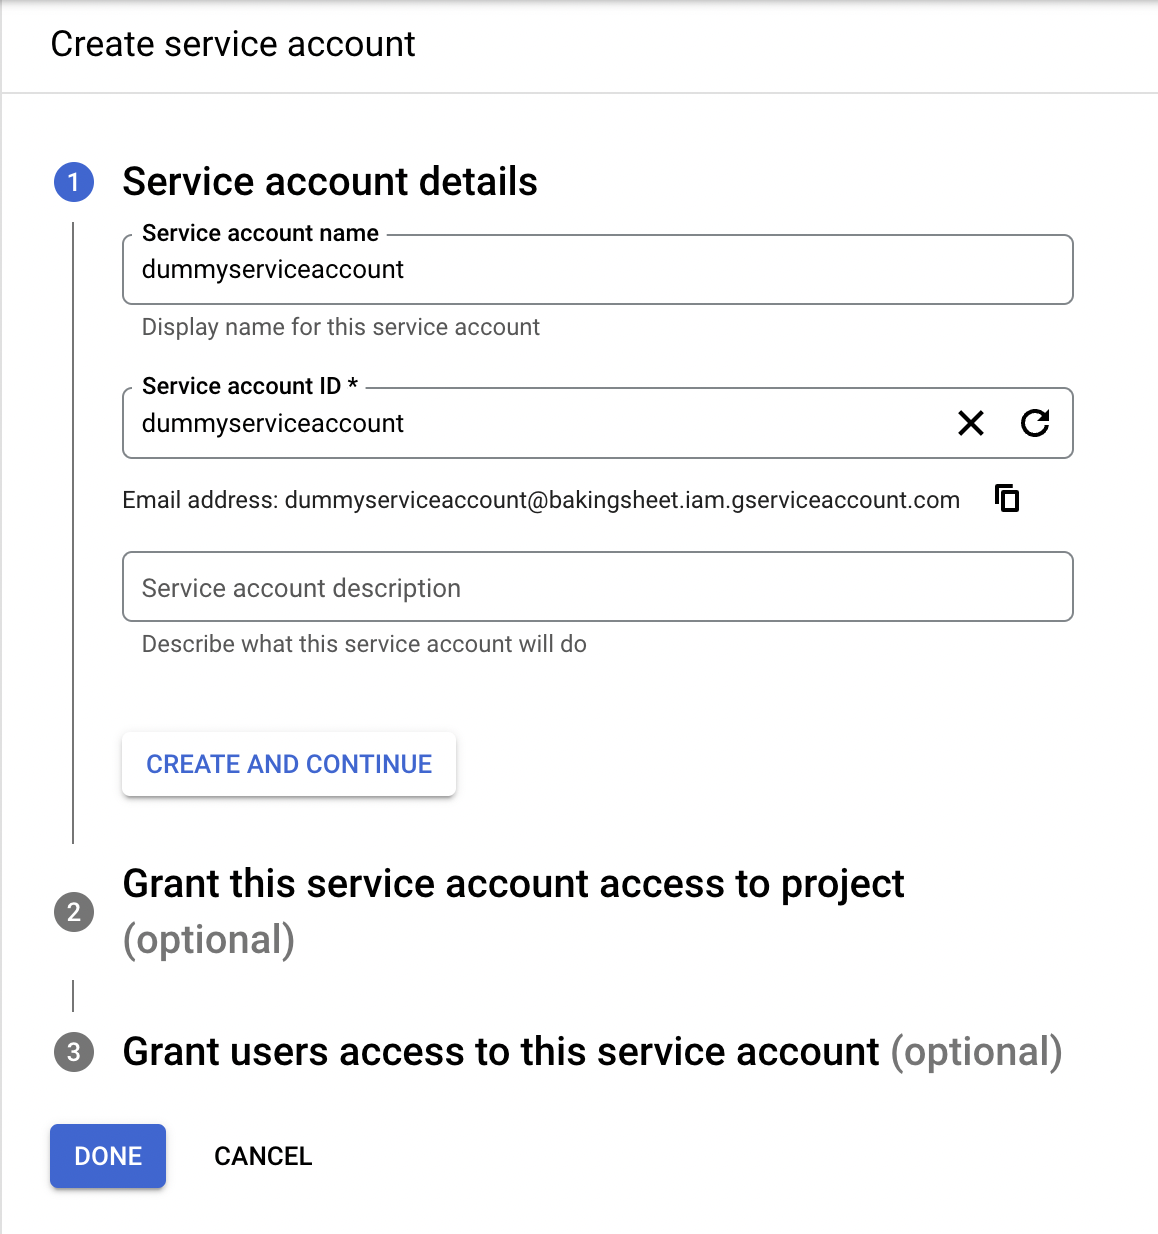 Create service account
1 Service account details
Service account name
dummyserviceaccount
Display name for this service account
Service account ID *
dummyserviceaccount
Email address: dummyserviceaccount@bakingsheet.iam.gserviceaccount.com
Service account description
Describe what this service account will do
CREATE AND CONTINUE
2 Grant this service account access to project
(optional)
3 Grant users access to this service account (optional)
DONE CANCEL